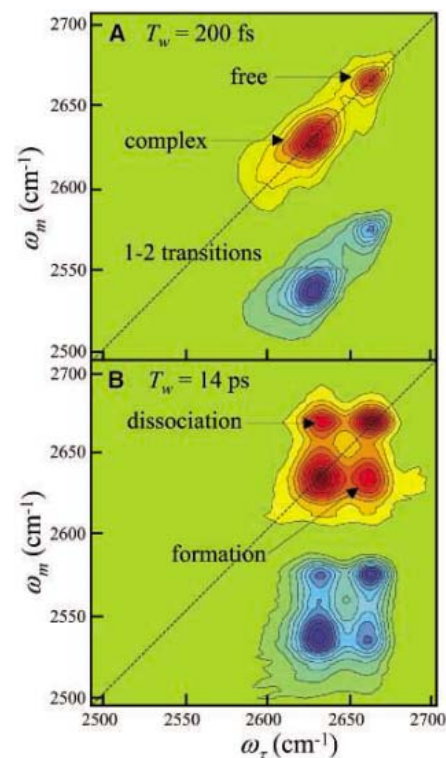 A T_w = 200 fs
2700
2650
2600
2550
2500
ω_m (cm⁻¹)
free
complex
1-2 transitions
B T_w = 14 ps
2700
2650
2600
2550
2500
ω_m (cm⁻¹)
dissociation
formation
2500 2550 2600 2650 2700
ω_τ (cm⁻¹)